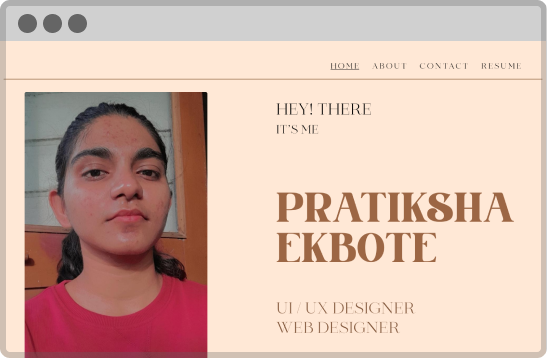 HOME ABOUT CONTACT RESUME
HEY! THERE
IT'S ME
PRATIKSHA
EKBOTE
UI / UX DESIGNER
WEB DESIGNER